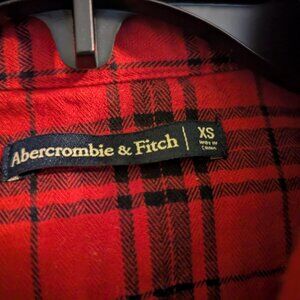 Abercrombie & Fitch
XS
MADE IN
CHINA